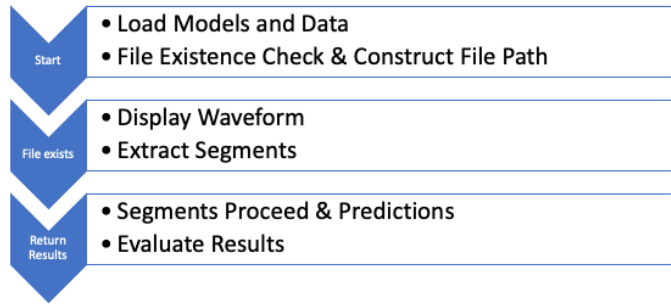 Start
• Load Models and Data
• File Existence Check & Construct File Path
File exists
• Display Waveform
• Extract Segments
Return
Results
• Segments Proceed & Predictions
• Evaluate Results